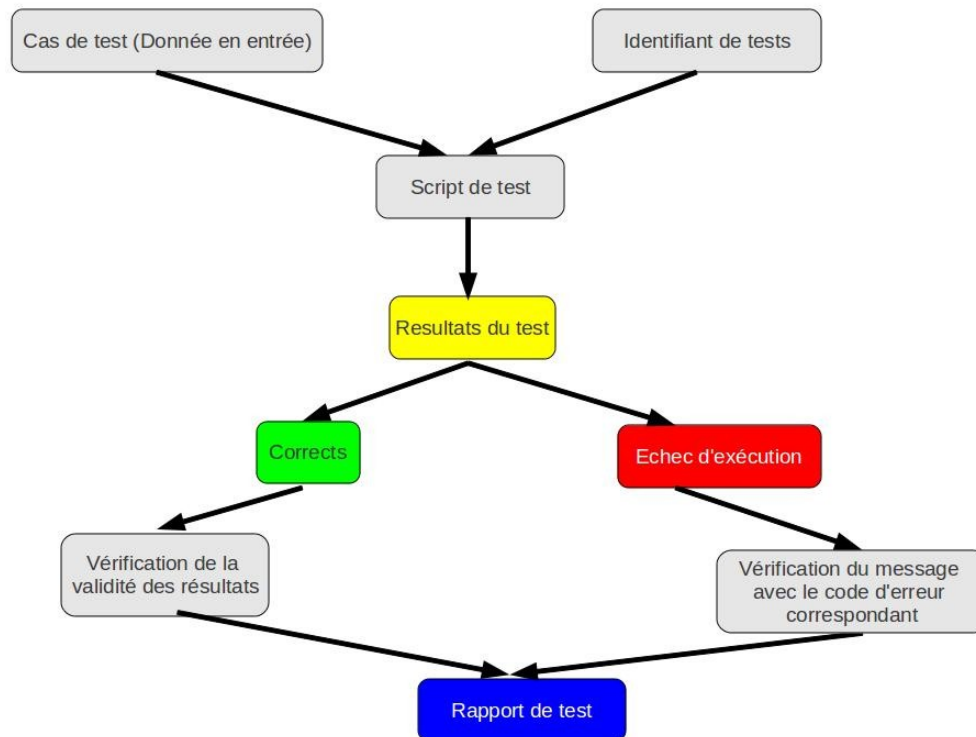 Cas de test (Donnée en entrée)
Identifiant de tests
Script de test
Resultats du test
Corrects
Echec d'exécution
Vérification de la
validité des résultats
Vérification du message
avec le code d'erreur
correspondant
Rapport de test